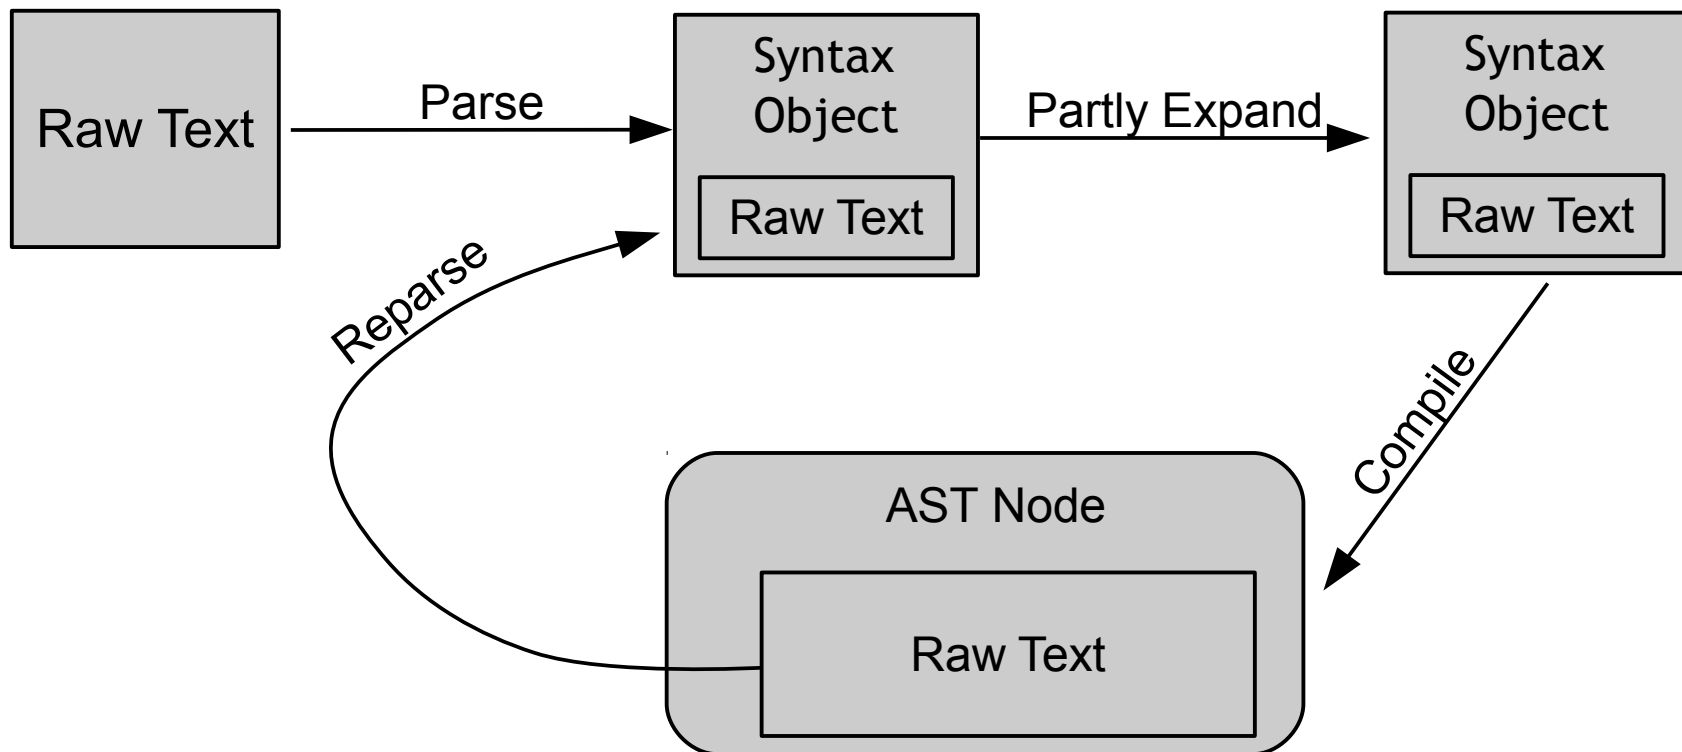 Raw Text
Parse
Syntax
Object
Raw Text
Partly Expand
Syntax
Object
Raw Text
Reparse
Compile
AST Node
Raw Text